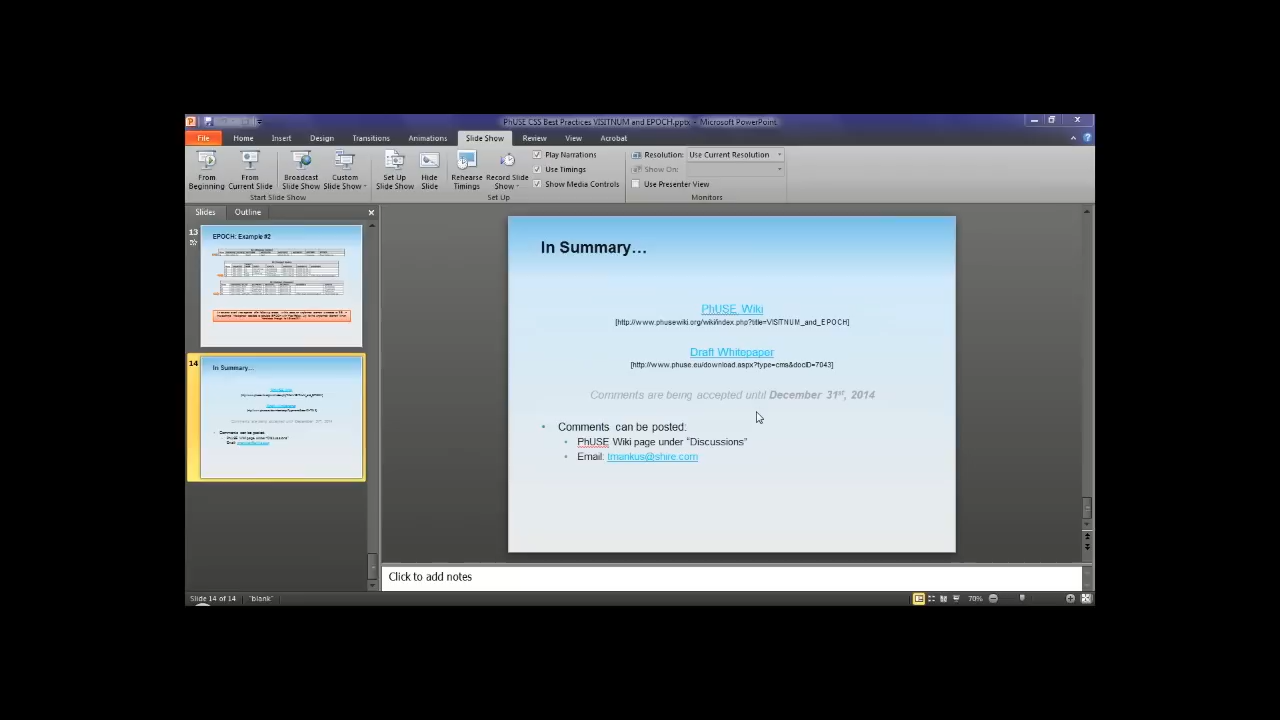 PhUSE CSS Best Practices VISITNUM and EPOCH.pptx - Microsoft PowerPoint
File Home Insert Design Transitions Animations Slide Show Review View Acrobat
From Beginning
From Current Slide
Broadcast Slide Show
Custom Slide Show
Start Slide Show
Set Up Slide Show
Hide Slide
Rehearse Timings
Record Slide Show
Play Narrations
Use Timings
Show Media Controls
Set Up
Resolution: Use Current Resolution
Show On:
Use Presenter View
Monitors
Slides Outline
13
EPOCH: Example #2
14
In Summary...
In Summary...
PhUSE Wiki
[http://www.phusewiki.org/wiki/index.php?title=VISITNUM_and_EPOCH]
Draft Whitepaper
[http://www.phuse.eu/download.aspx?type=cms&docID=7043]
Comments are being accepted until December 31st, 2014
• Comments can be posted:
• PhUSE Wiki page under “Discussions”
• Email: tmankus@shire.com
Click to add notes
Slide 14 of 14 "blank" 70%